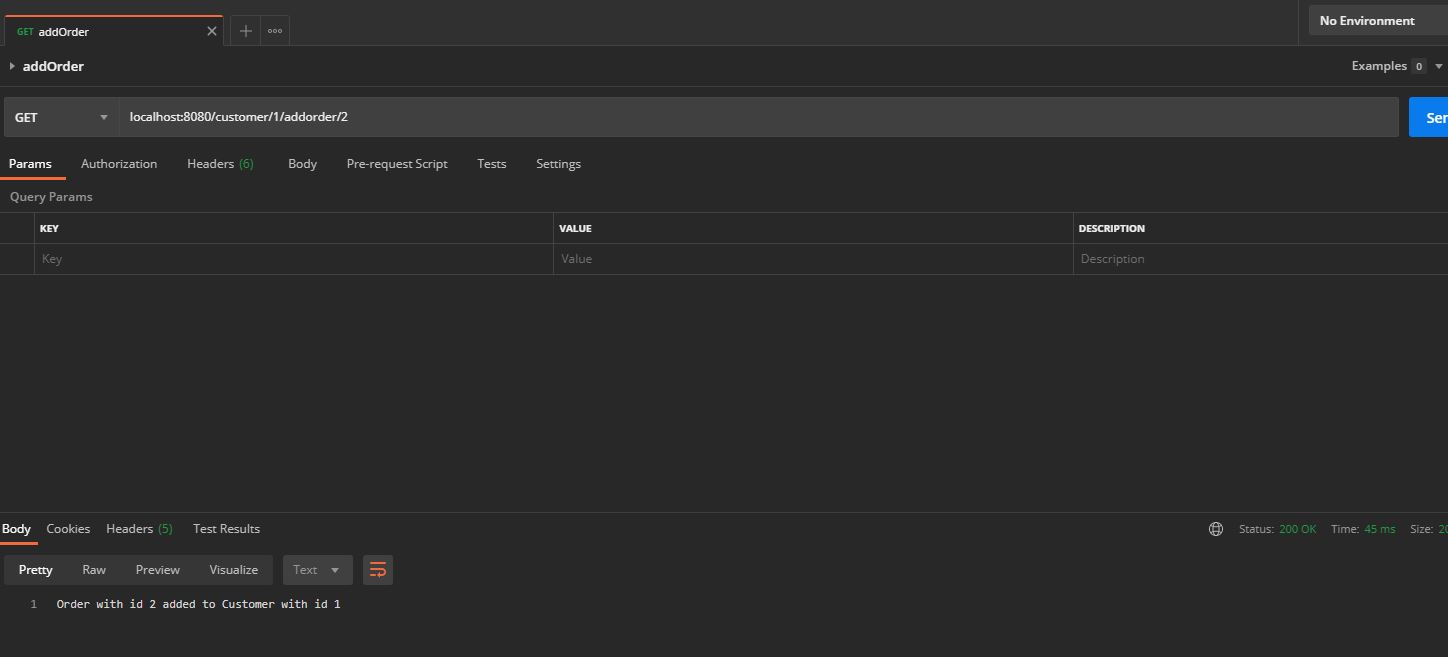 GET addOrder
No Environment
addOrder
Examples 0
GET localhost:8080/customer/1/addorder/2
Params Authorization Headers (6) Body Pre-request Script Tests Settings
Query Params
KEY VALUE DESCRIPTION
Key Value Description
Body Cookies Headers (5) Test Results Status: 200 OK Time: 45 ms Size:
Pretty Raw Preview Visualize Text
1 Order with id 2 added to Customer with id 1